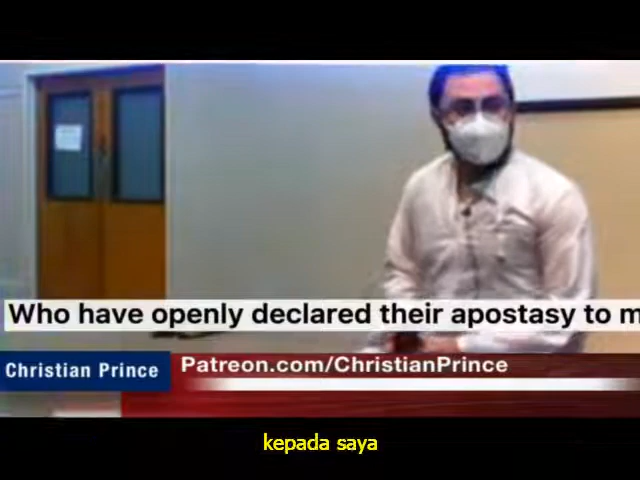 Who have openly declared their apostasy to m
Christian Prince
Patreon.com/ChristianPrince
kepada saya